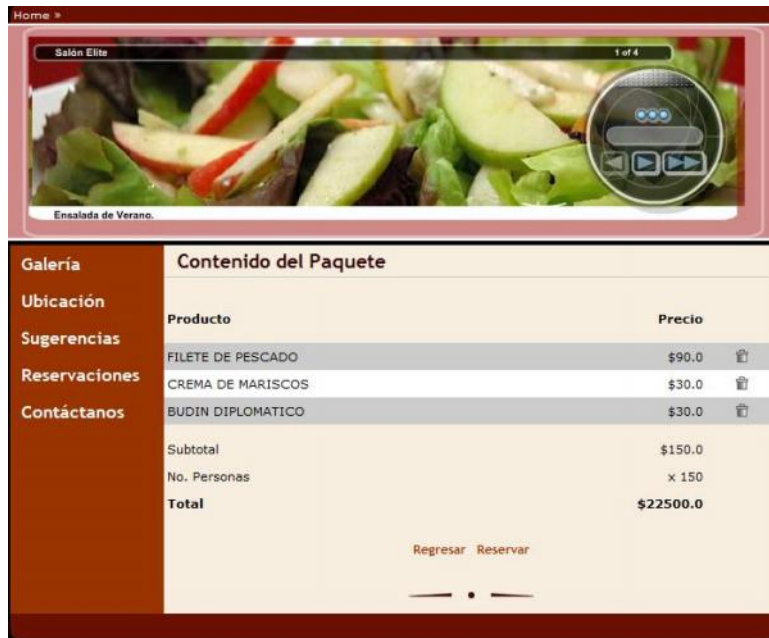 Home »
Salón Elite 1 of 4
Ensalada de Verano.
Galería
Ubicación
Sugerencias
Reservaciones
Contáctanos
Contenido del Paquete
Producto Precio
FILETE DE PESCADO $90.0
CREMA DE MARISCOS $30.0
BUDIN DIPLOMATICO $30.0
Subtotal $150.0
No. Personas x 150
Total $22500.0
Regresar Reservar